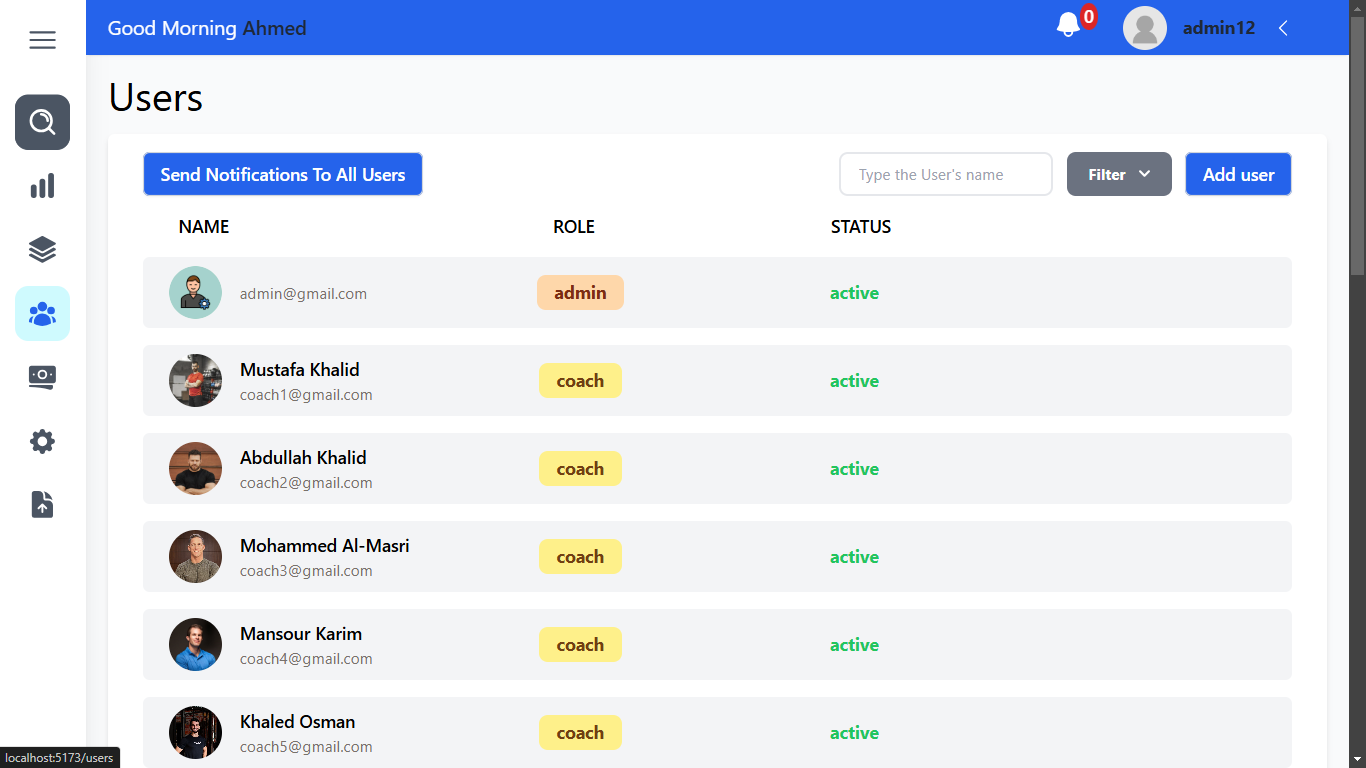 Good Morning Ahmed
0
admin12
Users
Send Notifications To All Users
Type the User's name
Filter
Add user
NAME ROLE STATUS
admin@gmail.com admin active
Mustafa Khalid
coach1@gmail.com
coach active
Abdullah Khalid
coach2@gmail.com
coach active
Mohammed Al-Masri
coach3@gmail.com
coach active
Mansour Karim
coach4@gmail.com
coach active
Khaled Osman
coach5@gmail.com
coach active
localhost:5173/users